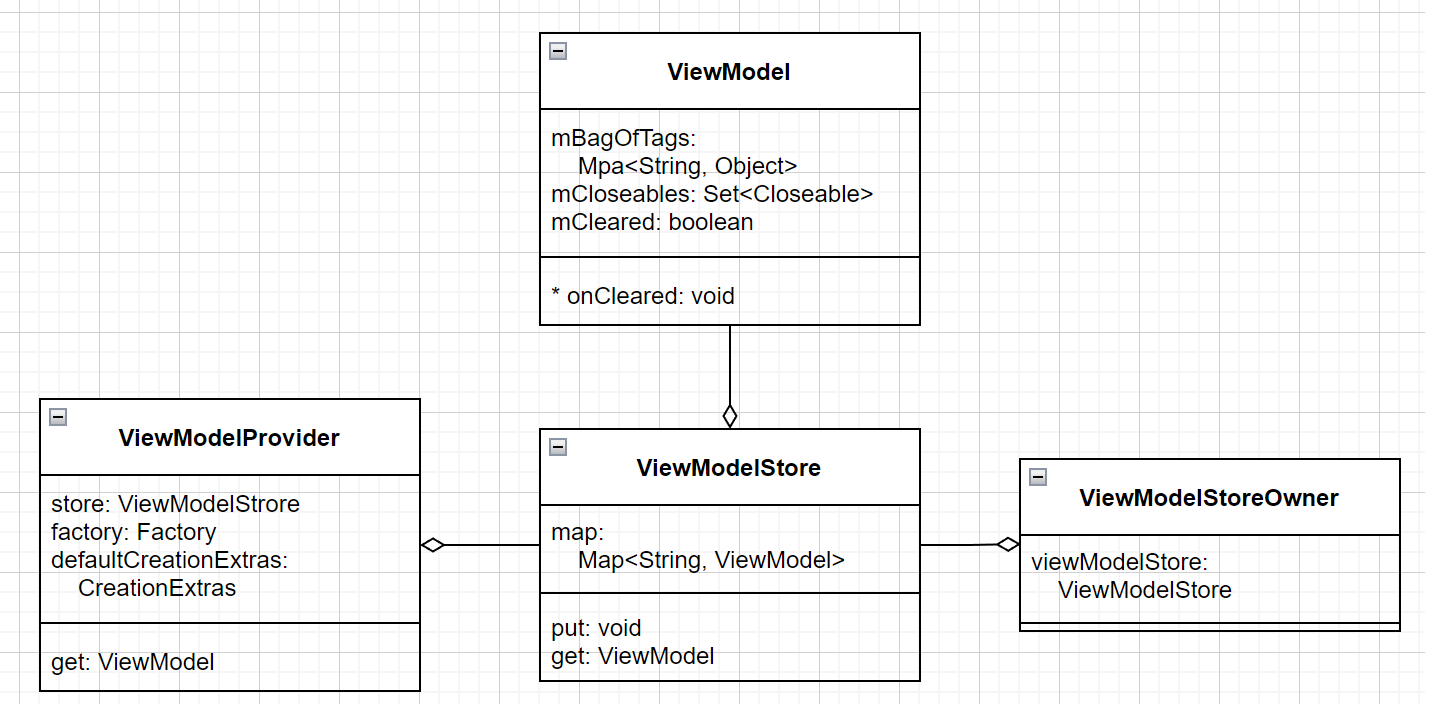 ViewModel
mBagOfTags:
Mpa<String, Object>
mCloseables: Set<Closeable>
mCleared: boolean
* onCleared: void
ViewModelProvider
store: ViewModelStrore
factory: Factory
defaultCreationExtras:
CreationExtras
get: ViewModel
ViewModelStore
map:
Map<String, ViewModel>
put: void
get: ViewModel
ViewModelStoreOwner
viewModelStore:
ViewModelStore